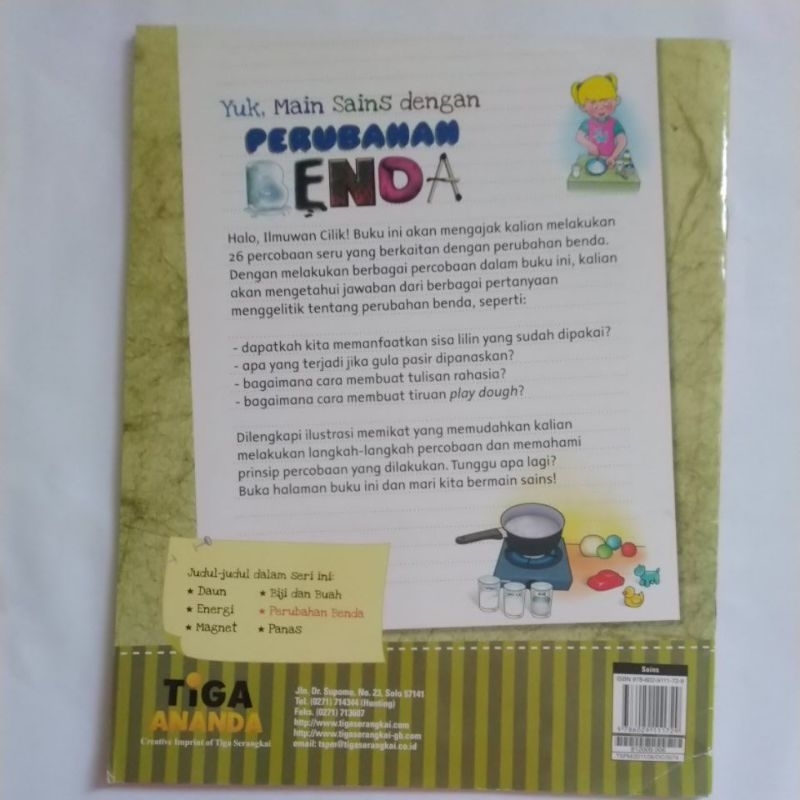 Yuk, Main Sains dengan
PERUBAHAN
BENDA
Halo, Ilmuwan Cilik! Buku ini akan mengajak kalian melakukan
26 percobaan seru yang berkaitan dengan perubahan benda.
Dengan melakukan berbagai percobaan dalam buku ini, kalian
akan mengetahui jawaban dari berbagai pertanyaan
menggelitik tentang perubahan benda, seperti:
- dapatkah kita memanfaatkan sisa lilin yang sudah dipakai?
- apa yang terjadi jika gula pasir dipanaskan?
- bagaimana cara membuat tulisan rahasia?
- bagaimana cara membuat tiruan play dough?
Dilengkapi ilustrasi memikat yang memudahkan kalian
melakukan langkah-langkah percobaan dan memahami
prinsip percobaan yang dilakukan. Tunggu apa lagi?
Buka halaman buku ini dan mari kita bermain sains!
Judul-judul dalam seri ini:
★ Daun ★ Biji dan Buah
★ Energi ★ Perubahan Benda
★ Magnet ★ Panas
TiGA
ANANDA
Creative Imprint of Tiga Serangkai
Jln. Dr. Supomo, No. 23, Solo 57141
Tel. (0271) 714344 (Hunting)
Faks. (0271) 713607
http://www.tigaserangkai.com
http://www.tigaserangkai-gb.com
email: tspm@tigaserangkai.co.id
Sains